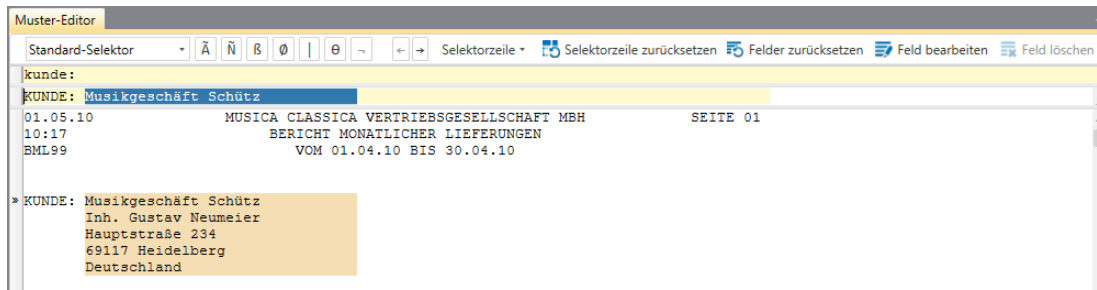 Muster-Editor
Standard-Selektor Ã Ñ ß Ø | Ɵ ¬ ← → Selektorzeile Selektorzeile zurücksetzen Felder zurücksetzen Feld bearbeiten Feld löschen
kunde:
KUNDE: Musikgeschäft Schütz
01.05.10 MUSICA CLASSICA VERTRIEBSGESELLSCHAFT MBH SEITE 01
10:17 BERICHT MONATLICHER LIEFERUNGEN
BML99 VOM 01.04.10 BIS 30.04.10
» KUNDE: Musikgeschäft Schütz
Inh. Gustav Neumeier
Hauptstraße 234
69117 Heidelberg
Deutschland